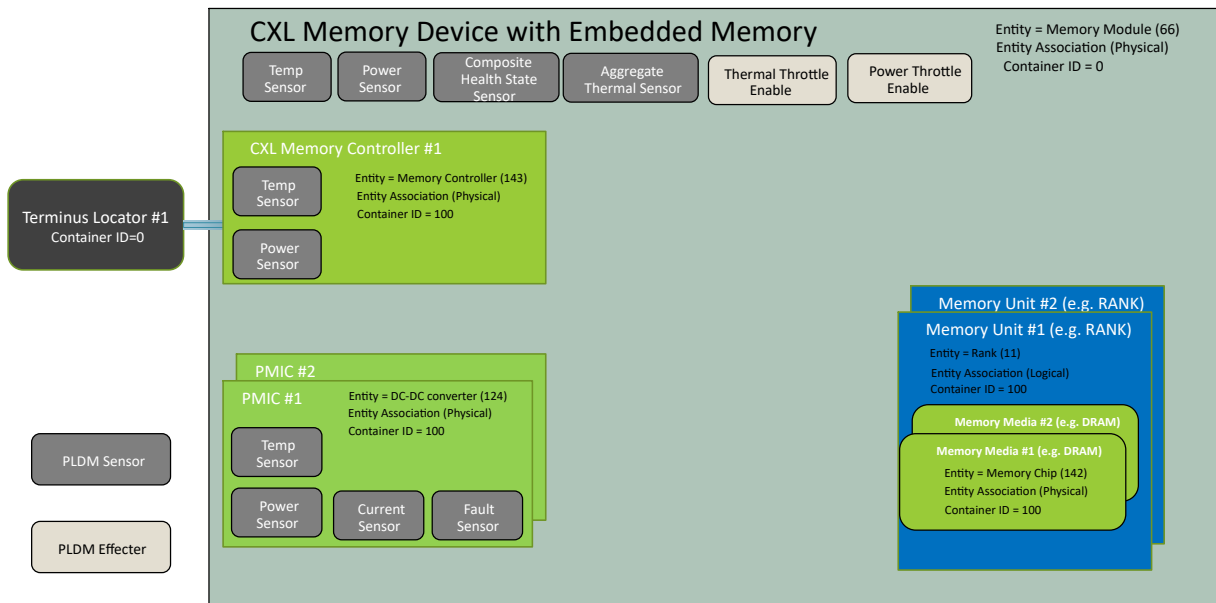 CXL Memory Device with Embedded Memory
Entity = Memory Module (66)
Entity Association (Physical)
Container ID = 0
Temp
Sensor
Power
Sensor
Composite
Health State
Sensor
Aggregate
Thermal Sensor
Thermal Throttle
Enable
Power Throttle
Enable
CXL Memory Controller #1
Temp
Sensor
Entity = Memory Controller (143)
Entity Association (Physical)
Container ID = 100
Power
Sensor
Terminus Locator #1
Container ID=0
PMIC #2
PMIC #1
Entity = DC-DC converter (124)
Entity Association (Physical)
Container ID = 100
Temp
Sensor
Power
Sensor
Current
Sensor
Fault
Sensor
Memory Unit #2 (e.g. RANK)
Memory Unit #1 (e.g. RANK)
Entity = Rank (11)
Entity Association (Logical)
Container ID = 100
Memory Media #2 (e.g. DRAM)
Memory Media #1 (e.g. DRAM)
Entity = Memory Chip (142)
Entity Association (Physical)
Container ID = 100
PLDM Sensor
PLDM Effecter